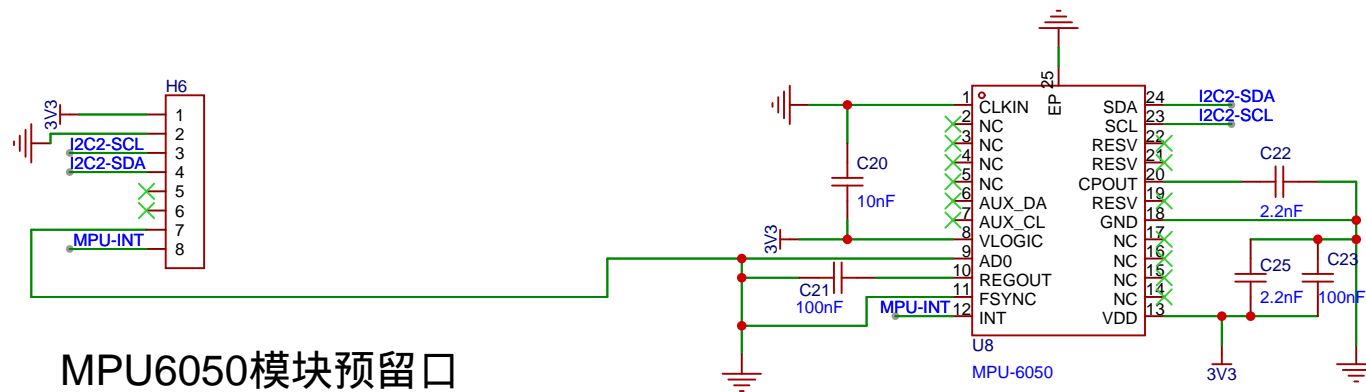 H6
3V3
1
2
I2C2-SCL
3
I2C2-SDA
4
5
6
7
MPU-INT
8
MPU6050模块预留口
EP
25
1
CLKIN
2
NC
3
NC
4
NC
5
NC
6
AUX_DA
7
AUX_CL
8
VLOGIC
9
AD0
10
REGOUT
11
FSYNC
MPU-INT
12
INT
C20
10nF
3V3
C21
100nF
SDA
24
I2C2-SDA
SCL
23
I2C2-SCL
RESV
22
RESV
21
CPOUT
20
RESV
19
GND
18
NC
17
NC
16
NC
15
NC
14
VDD
13
C22
2.2nF
C25
2.2nF
C23
100nF
3V3
U8
MPU-6050